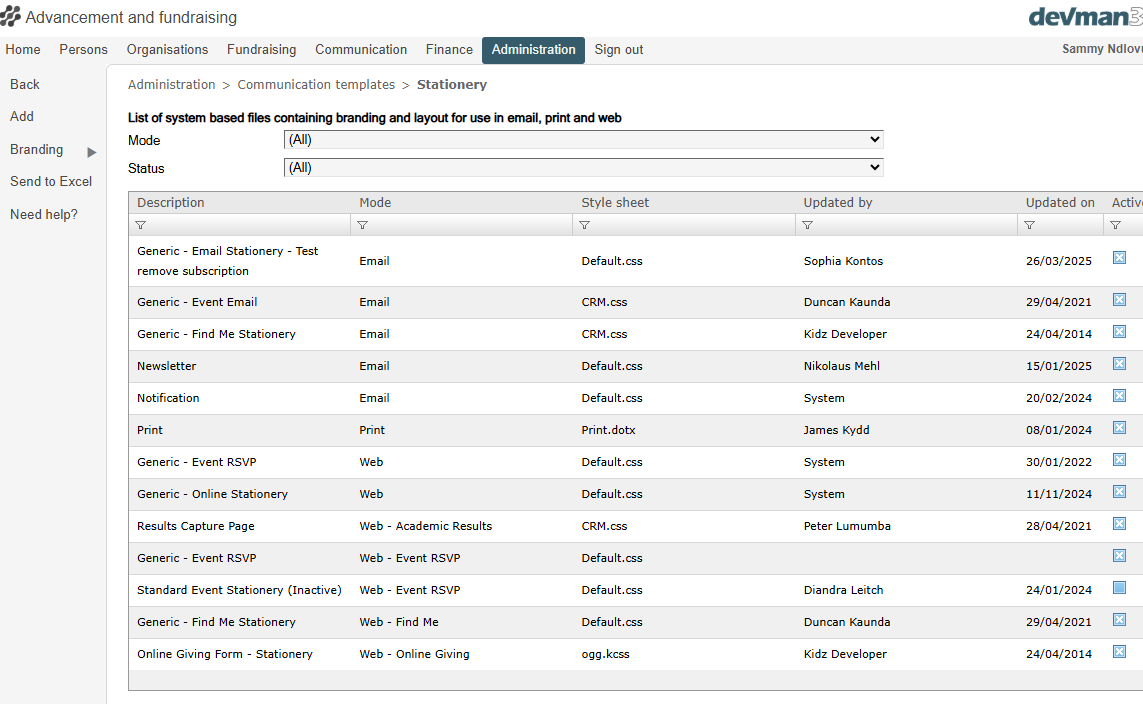 Advancement and fundraising
devman3
Home Persons Organisations Fundraising Communication Finance Administration Sign out Sammy Ndlovu
Back
Add
Branding
Send to Excel
Need help?
Administration > Communication templates > Stationery
List of system based files containing branding and layout for use in email, print and web
Mode (All)
Status (All)
Description Mode Style sheet Updated by Updated on Active
Generic - Email Stationery - Test
remove subscription Email Default.css Sophia Kontos 26/03/2025
Generic - Event Email Email CRM.css Duncan Kaunda 29/04/2021
Generic - Find Me Stationery Email CRM.css Kidz Developer 24/04/2014
Newsletter Email Default.css Nikolaus Mehl 15/01/2025
Notification Email Default.css System 20/02/2024
Print Print Print.dotx James Kydd 08/01/2024
Generic - Event RSVP Web Default.css System 30/01/2022
Generic - Online Stationery Web Default.css System 11/11/2024
Results Capture Page Web - Academic Results CRM.css Peter Lumumba 28/04/2021
Generic - Event RSVP Web - Event RSVP Default.css
Standard Event Stationery (Inactive) Web - Event RSVP Default.css Diandra Leitch 24/01/2024
Generic - Find Me Stationery Web - Find Me Default.css Duncan Kaunda 29/04/2021
Online Giving Form - Stationery Web - Online Giving ogg.kcss Kidz Developer 24/04/2014